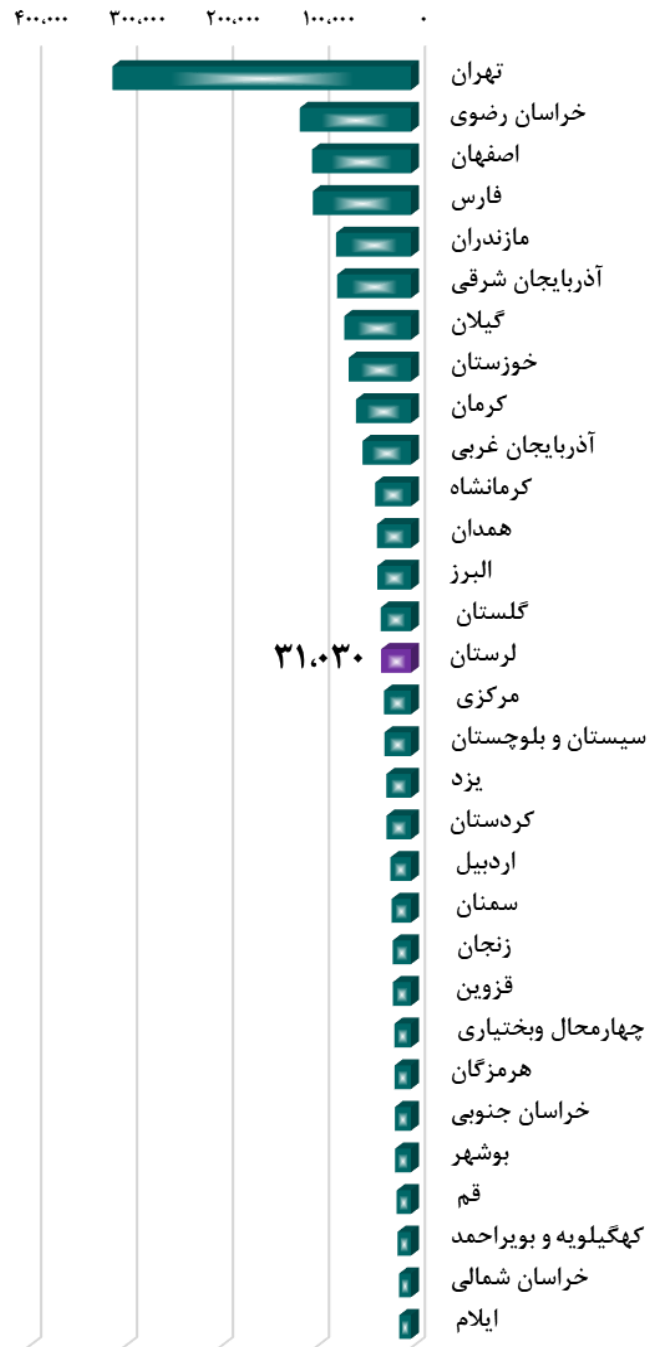 ۴۰۰،۰۰۰ ۳۰۰،۰۰۰ ۲۰۰،۰۰۰ ۱۰۰،۰۰۰ ۰
تهران
خراسان رضوی
اصفهان
فارس
مازندران
آذربایجان شرقی
گیلان
خوزستان
کرمان
آذربایجان غربی
کرمانشاه
همدان
البرز
گلستان
لرستان
۳۱،۰۳۰
مرکزی
سیستان و بلوچستان
یزد
کردستان
اردبیل
سمنان
زنجان
قزوین
چهارمحال وبختیاری
هرمزگان
خراسان جنوبی
بوشهر
قم
کهگیلویه و بویراحمد
خراسان شمالی
ایلام